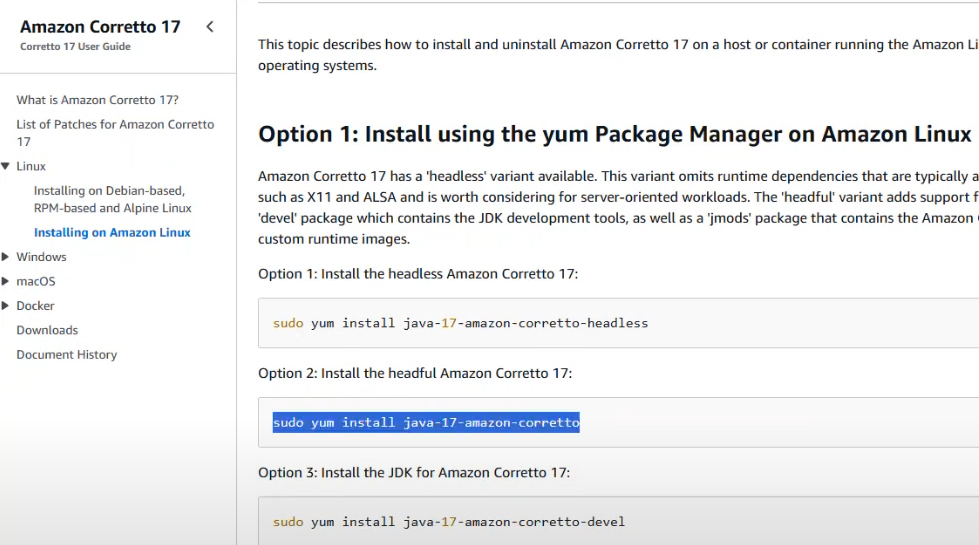 Amazon Corretto 17
Corretto 17 User Guide
What is Amazon Corretto 17?
List of Patches for Amazon Corretto
17
Linux
Installing on Debian-based,
RPM-based and Alpine Linux
Installing on Amazon Linux
Windows
macOS
Docker
Downloads
Document History
This topic describes how to install and uninstall Amazon Corretto 17 on a host or container running the Amazon Li
operating systems.
Option 1: Install using the yum Package Manager on Amazon Linux
Amazon Corretto 17 has a 'headless' variant available. This variant omits runtime dependencies that are typically a
such as X11 and ALSA and is worth considering for server-oriented workloads. The 'headful' variant adds support f
'devel' package which contains the JDK development tools, as well as a 'jmods' package that contains the Amazon
custom runtime images.
Option 1: Install the headless Amazon Corretto 17:
sudo yum install java-17-amazon-corretto-headless
Option 2: Install the headful Amazon Corretto 17:
sudo yum install java-17-amazon-corretto
Option 3: Install the JDK for Amazon Corretto 17:
sudo yum install java-17-amazon-corretto-devel